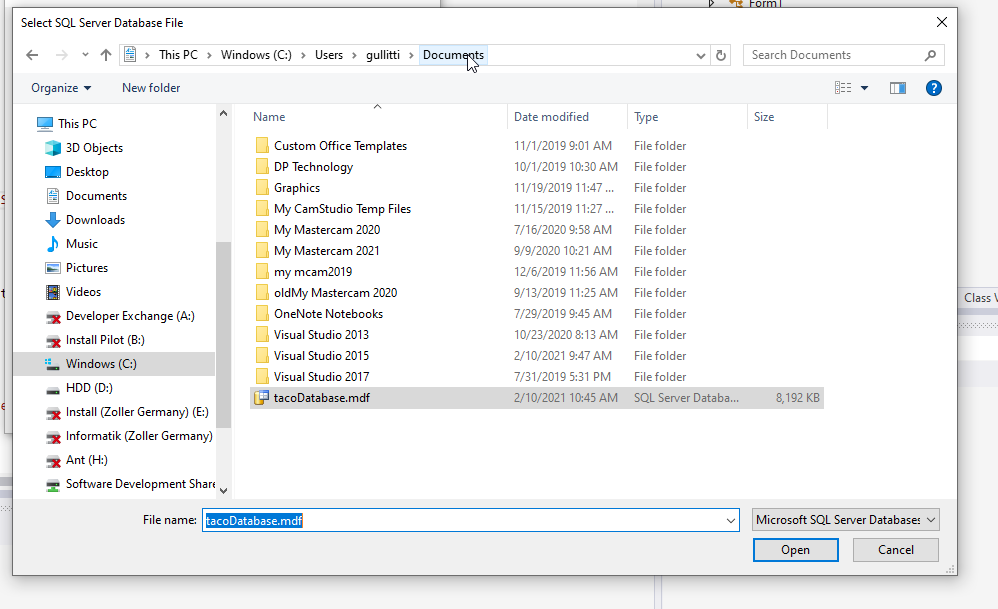 Form1
Select SQL Server Database File
This PC > Windows (C:) > Users > gullitti > Documents
Search Documents
Organize
New folder
This PC
3D Objects
Desktop
Documents
Downloads
Music
Pictures
Videos
Developer Exchange (A:)
Install Pilot (B:)
Windows (C:)
HDD (D:)
Install (Zoller Germany) (E:)
Informatik (Zoller Germany)
Ant (H:)
Software Development Share
Name Date modified Type Size
Custom Office Templates 11/1/2019 9:01 AM File folder
DP Technology 10/1/2019 10:30 AM File folder
Graphics 11/19/2019 11:47 ... File folder
My CamStudio Temp Files 11/15/2019 11:27 ... File folder
My Mastercam 2020 7/16/2020 9:58 AM File folder
My Mastercam 2021 9/9/2020 10:21 AM File folder
my mcam2019 12/6/2019 11:56 AM File folder
oldMy Mastercam 2020 9/13/2019 11:25 AM File folder
OneNote Notebooks 7/29/2019 9:45 AM File folder
Visual Studio 2013 10/23/2020 8:13 AM File folder
Visual Studio 2015 2/10/2021 9:47 AM File folder
Visual Studio 2017 7/31/2019 5:31 PM File folder
tacoDatabase.mdf 2/10/2021 10:45 AM SQL Server Databa... 8,192 KB
Class V
File name: tacoDatabase.mdf
Microsoft SQL Server Databases
Open
Cancel